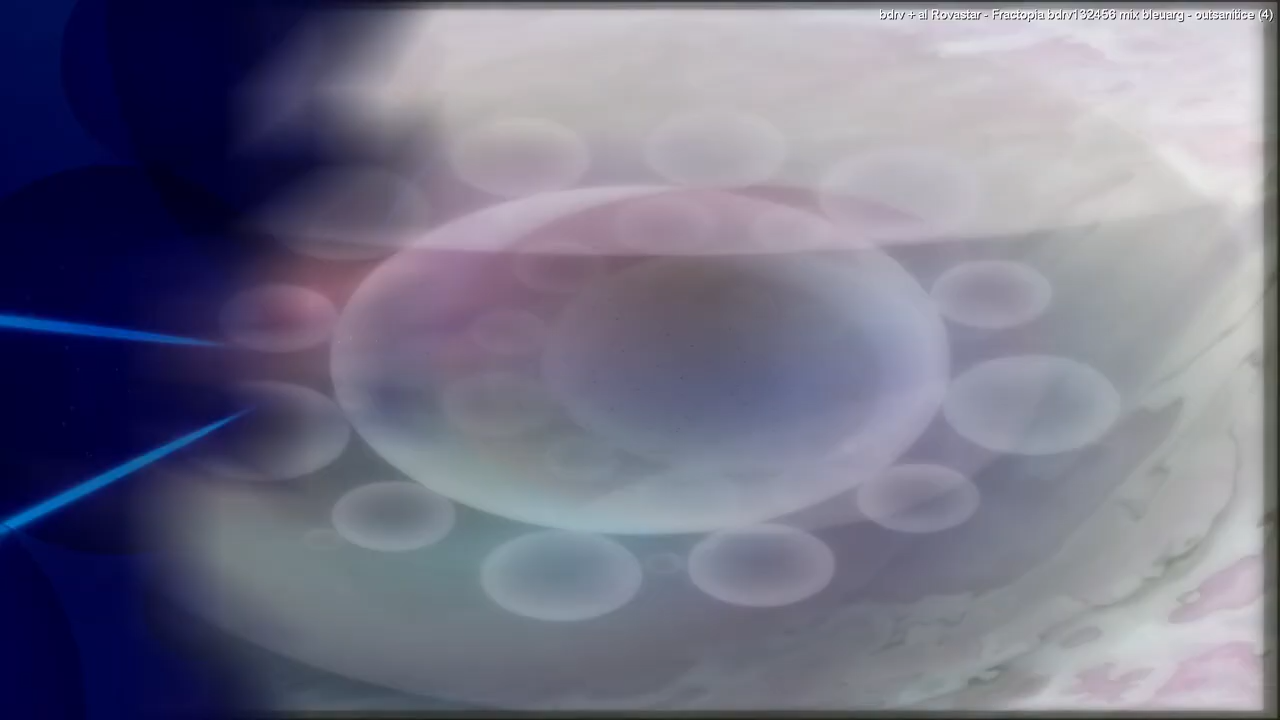 bdrv + al Rovastar - Fractopia bdrv132456 mix bleuarg - outsanitice (4)